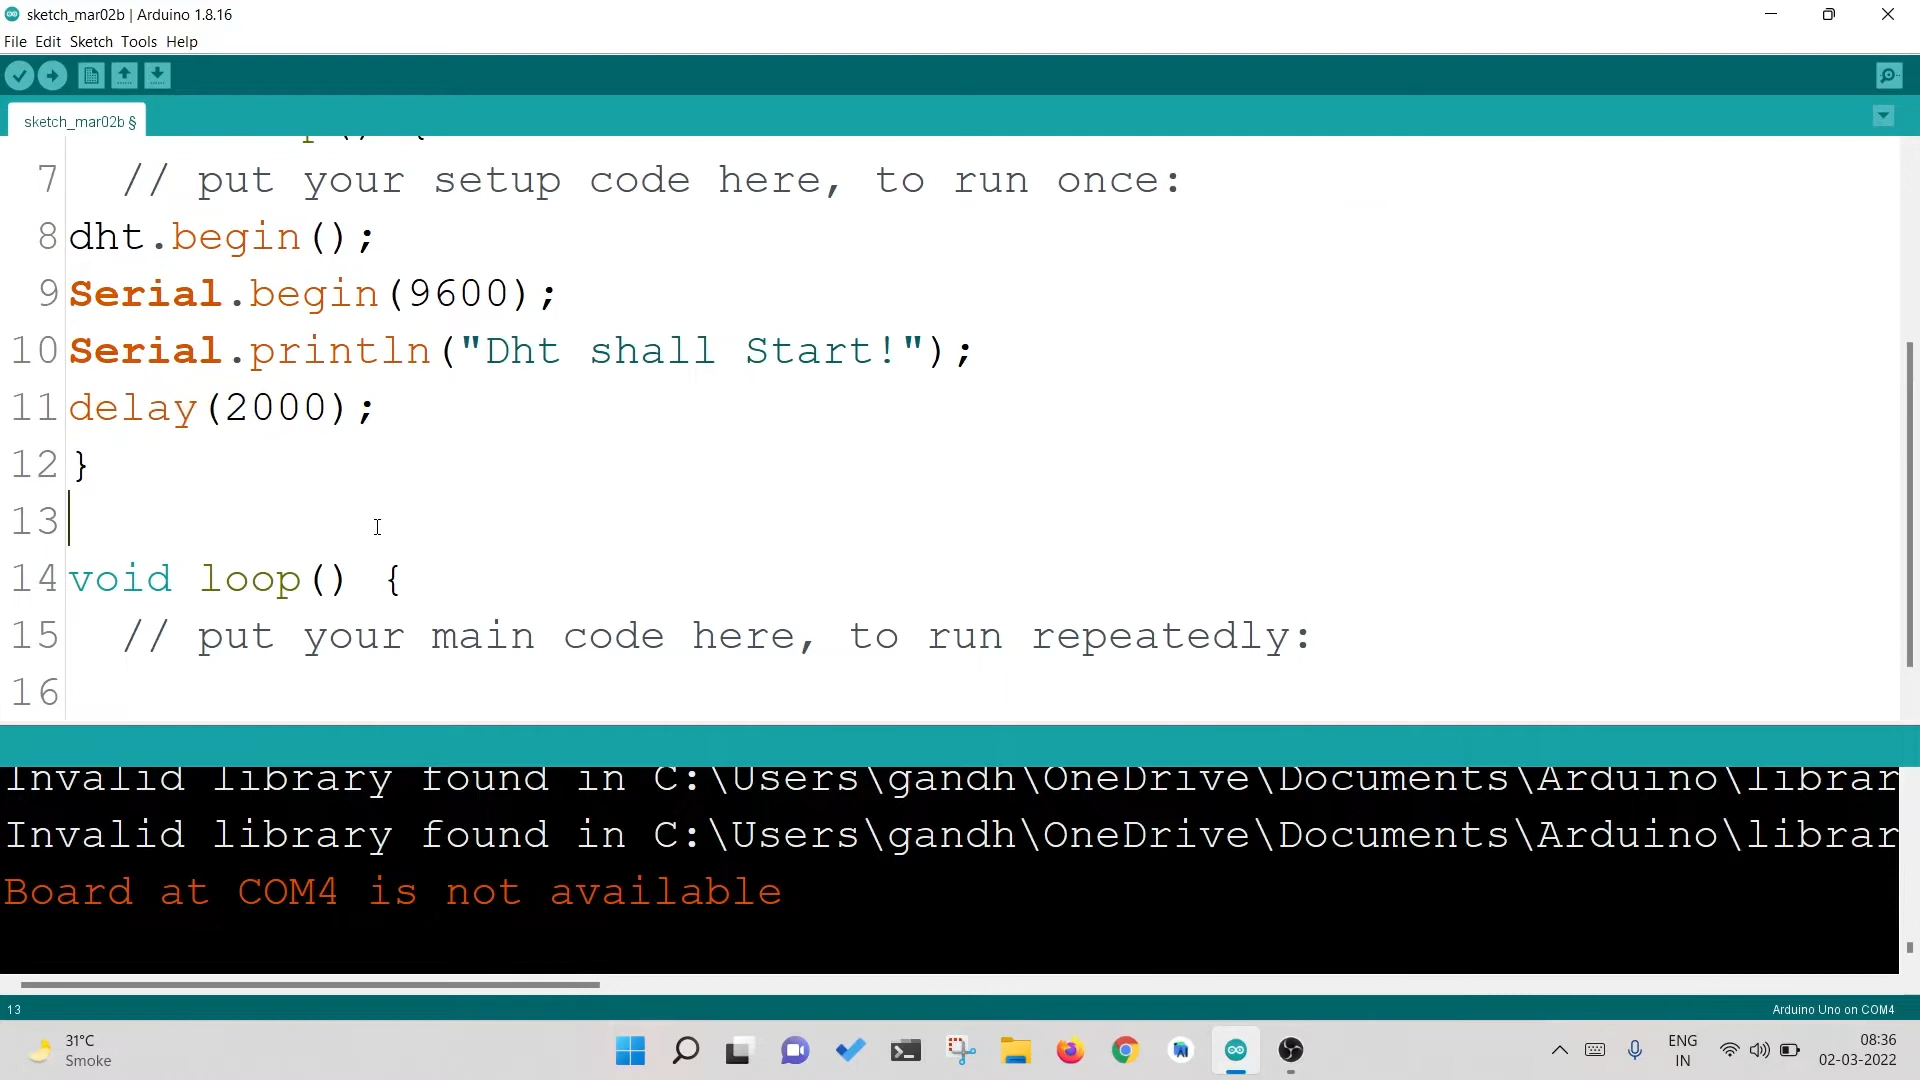 sketch_mar02b | Arduino 1.8.16
File Edit Sketch Tools Help
sketch_mar02b §
7 // put your setup code here, to run once:
8 dht.begin();
9 Serial.begin(9600);
10 Serial.println("Dht shall Start!");
11 delay(2000);
12 }
13
14 void loop() {
15 // put your main code here, to run repeatedly:
16
Invalid library found in C:\Users\gandh\OneDrive\Documents\Arduino\librar
Invalid library found in C:\Users\gandh\OneDrive\Documents\Arduino\librar
Board at COM4 is not available
13
Arduino Uno on COM4
31°C
Smoke
ENG
IN
08:36
02-03-2022